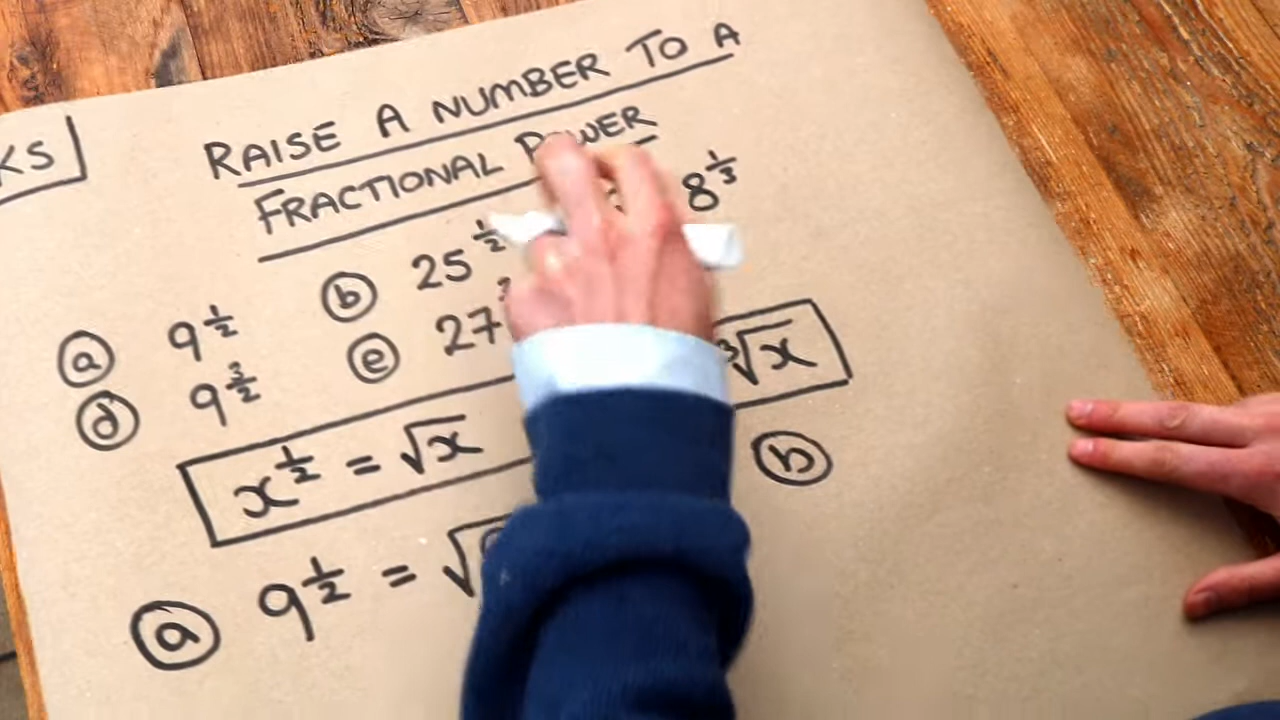 KS
RAISE A NUMBER TO A
FRACTIONAL POWER
ⓐ 9^½ ⓑ 25^½ 8^⅓
ⓓ 9^(3/2) ⓔ 27
x^½ = √x ³√x
ⓐ 9^½ = √ ⓑ